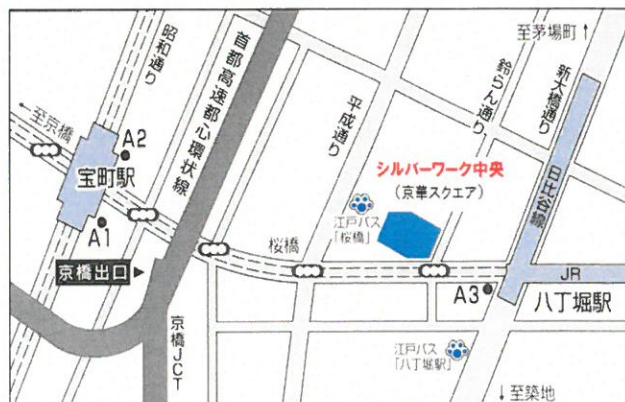 至茅場町↑
昭和通り
首都高速都心環状線
平成通り
鈴らん通り
新大橋通り
←至京橋
A2
宝町駅
A1
京橋出口▶
シルバーワーク中央
(京華スクエア)
江戸バス
「桜橋」
桜橋
日比谷線
JR
八丁堀駅
A3
京橋JCT
江戸バス
「八丁堀駅」
↓至築地